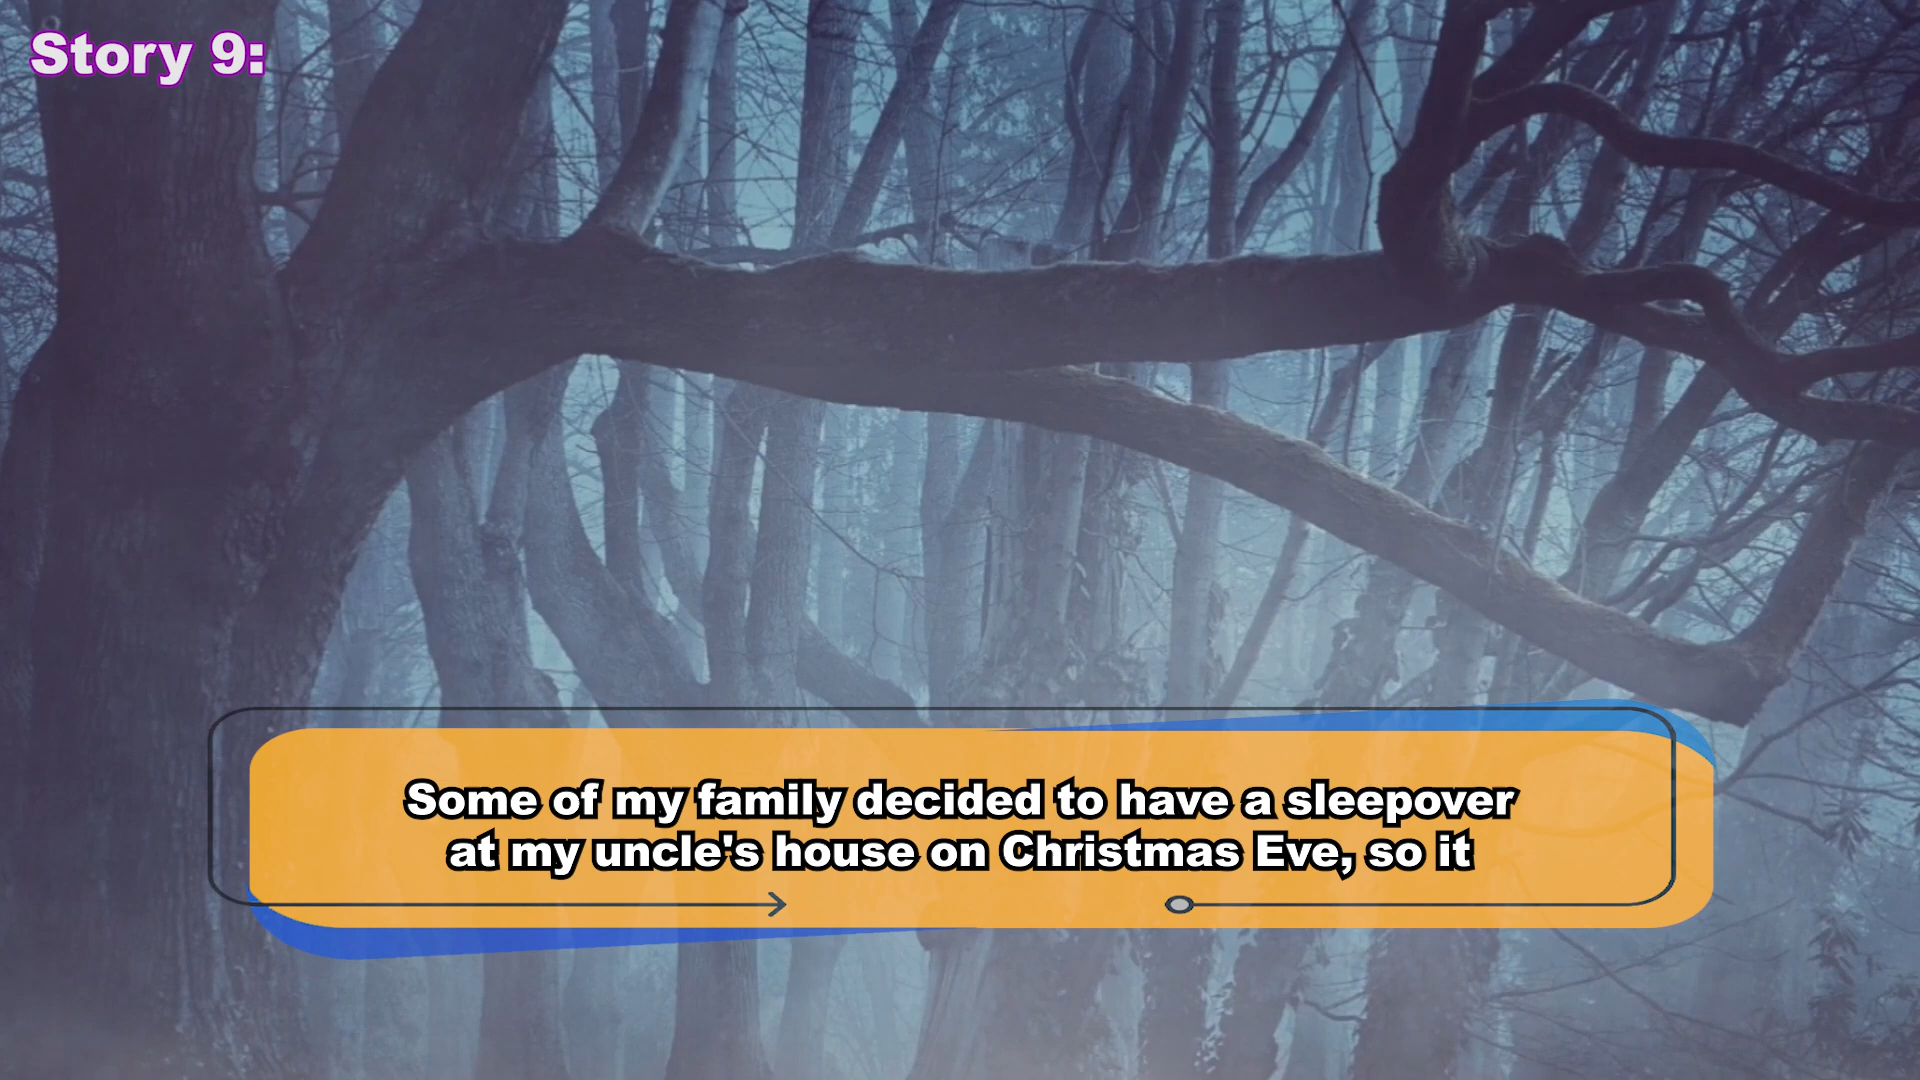 Story 9:
Some of my family decided to have a sleepover
at my uncle's house on Christmas Eve, so it